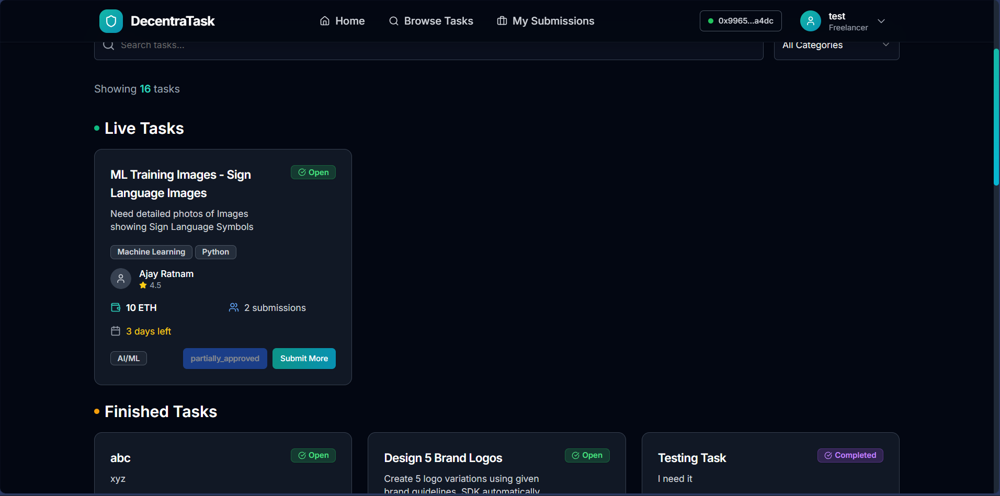 DecentraTask
Home
Browse Tasks
My Submissions
0x9965...a4dc
test
Freelancer
Search tasks...
All Categories
Showing 16 tasks
Live Tasks
ML Training Images - Sign
Language Images
Open
Need detailed photos of Images
showing Sign Language Symbols
Machine Learning
Python
Ajay Ratnam
4.5
10 ETH
2 submissions
3 days left
AI/ML
partially_approved
Submit More
Finished Tasks
abc
Open
xyz
Design 5 Brand Logos
Open
Create 5 logo variations using given
brand guidelines. SDK automatically
Testing Task
Completed
I need it